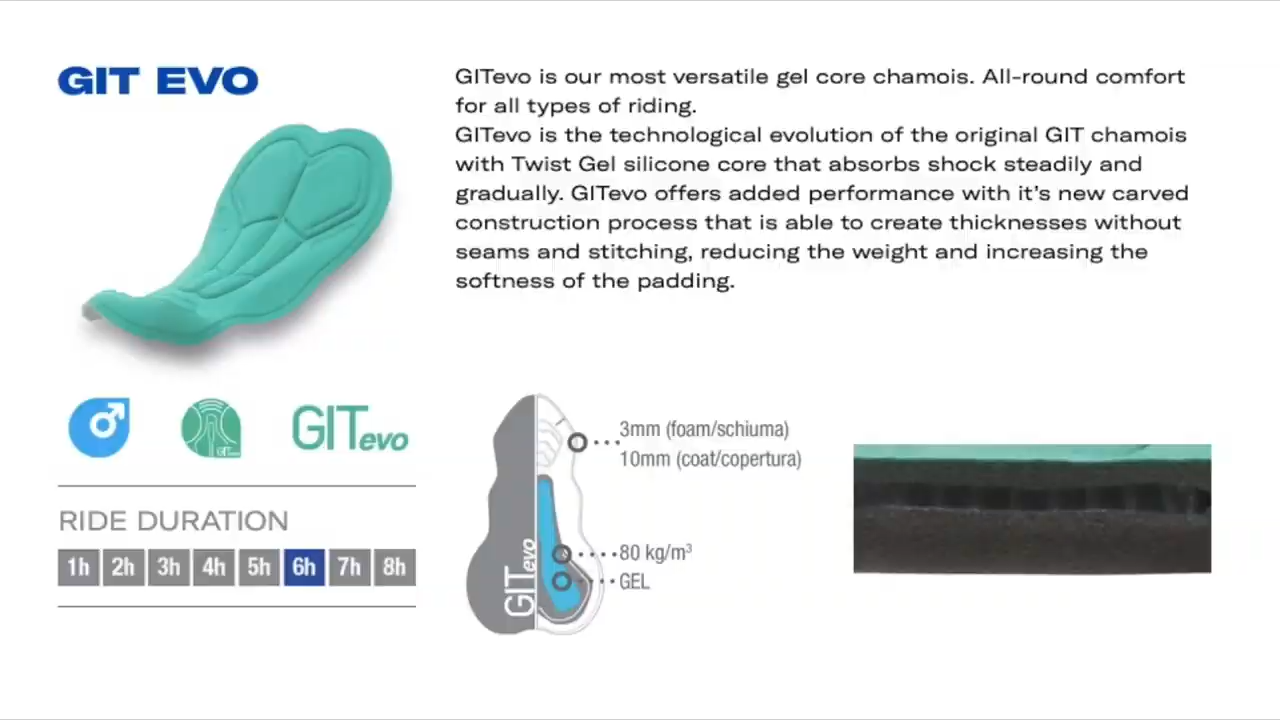 GIT EVO
GITevo is our most versatile gel core chamois. All-round comfort
for all types of riding.
GITevo is the technological evolution of the original GIT chamois
with Twist Gel silicone core that absorbs shock steadily and
gradually. GITevo offers added performance with it's new carved
construction process that is able to create thicknesses without
seams and stitching, reducing the weight and increasing the
softness of the padding.
GIT
GITevo
RIDE DURATION
1h 2h 3h 4h 5h 6h 7h 8h
3mm (foam/schiuma)
10mm (coat/copertura)
80 kg/m³
GEL
GITevo